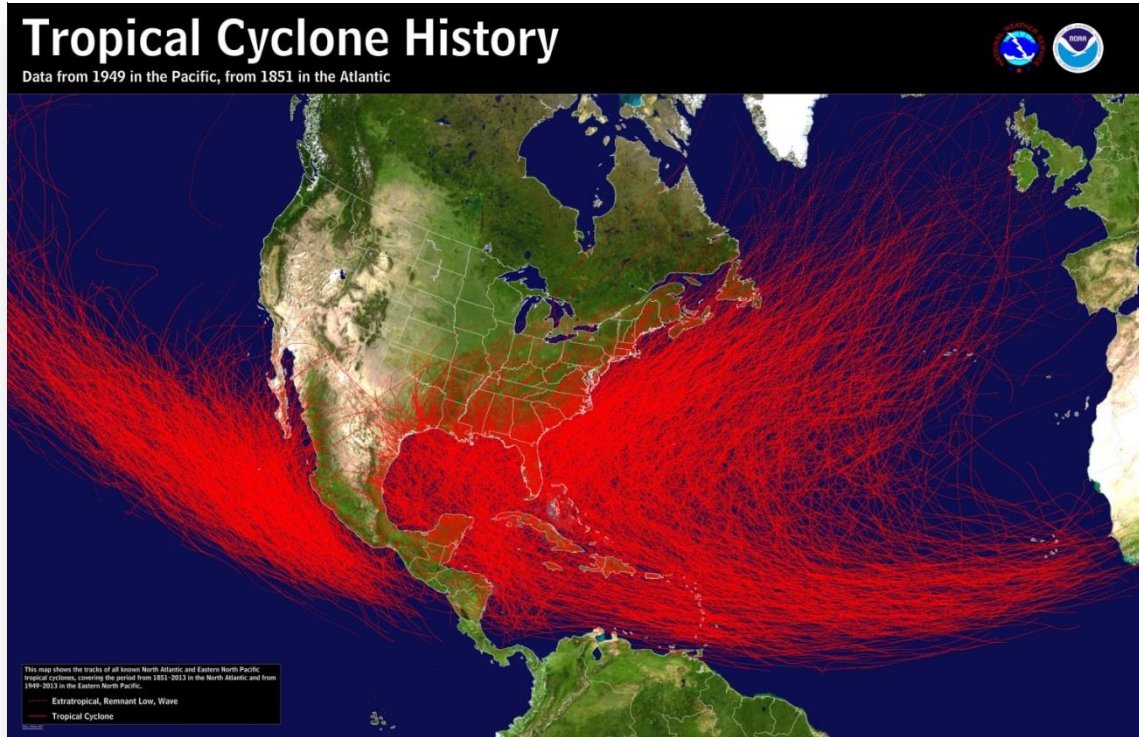 Tropical Cyclone History
Data from 1949 in the Pacific, from 1851 in the Atlantic
NOAA
This map shows the tracks of all known North Atlantic and Eastern North Pacific
tropical cyclones, covering the period from 1851-2013 in the North Atlantic and from
1949-2013 in the Eastern North Pacific.
Extratropical, Remnant Low, Wave
Tropical Cyclone